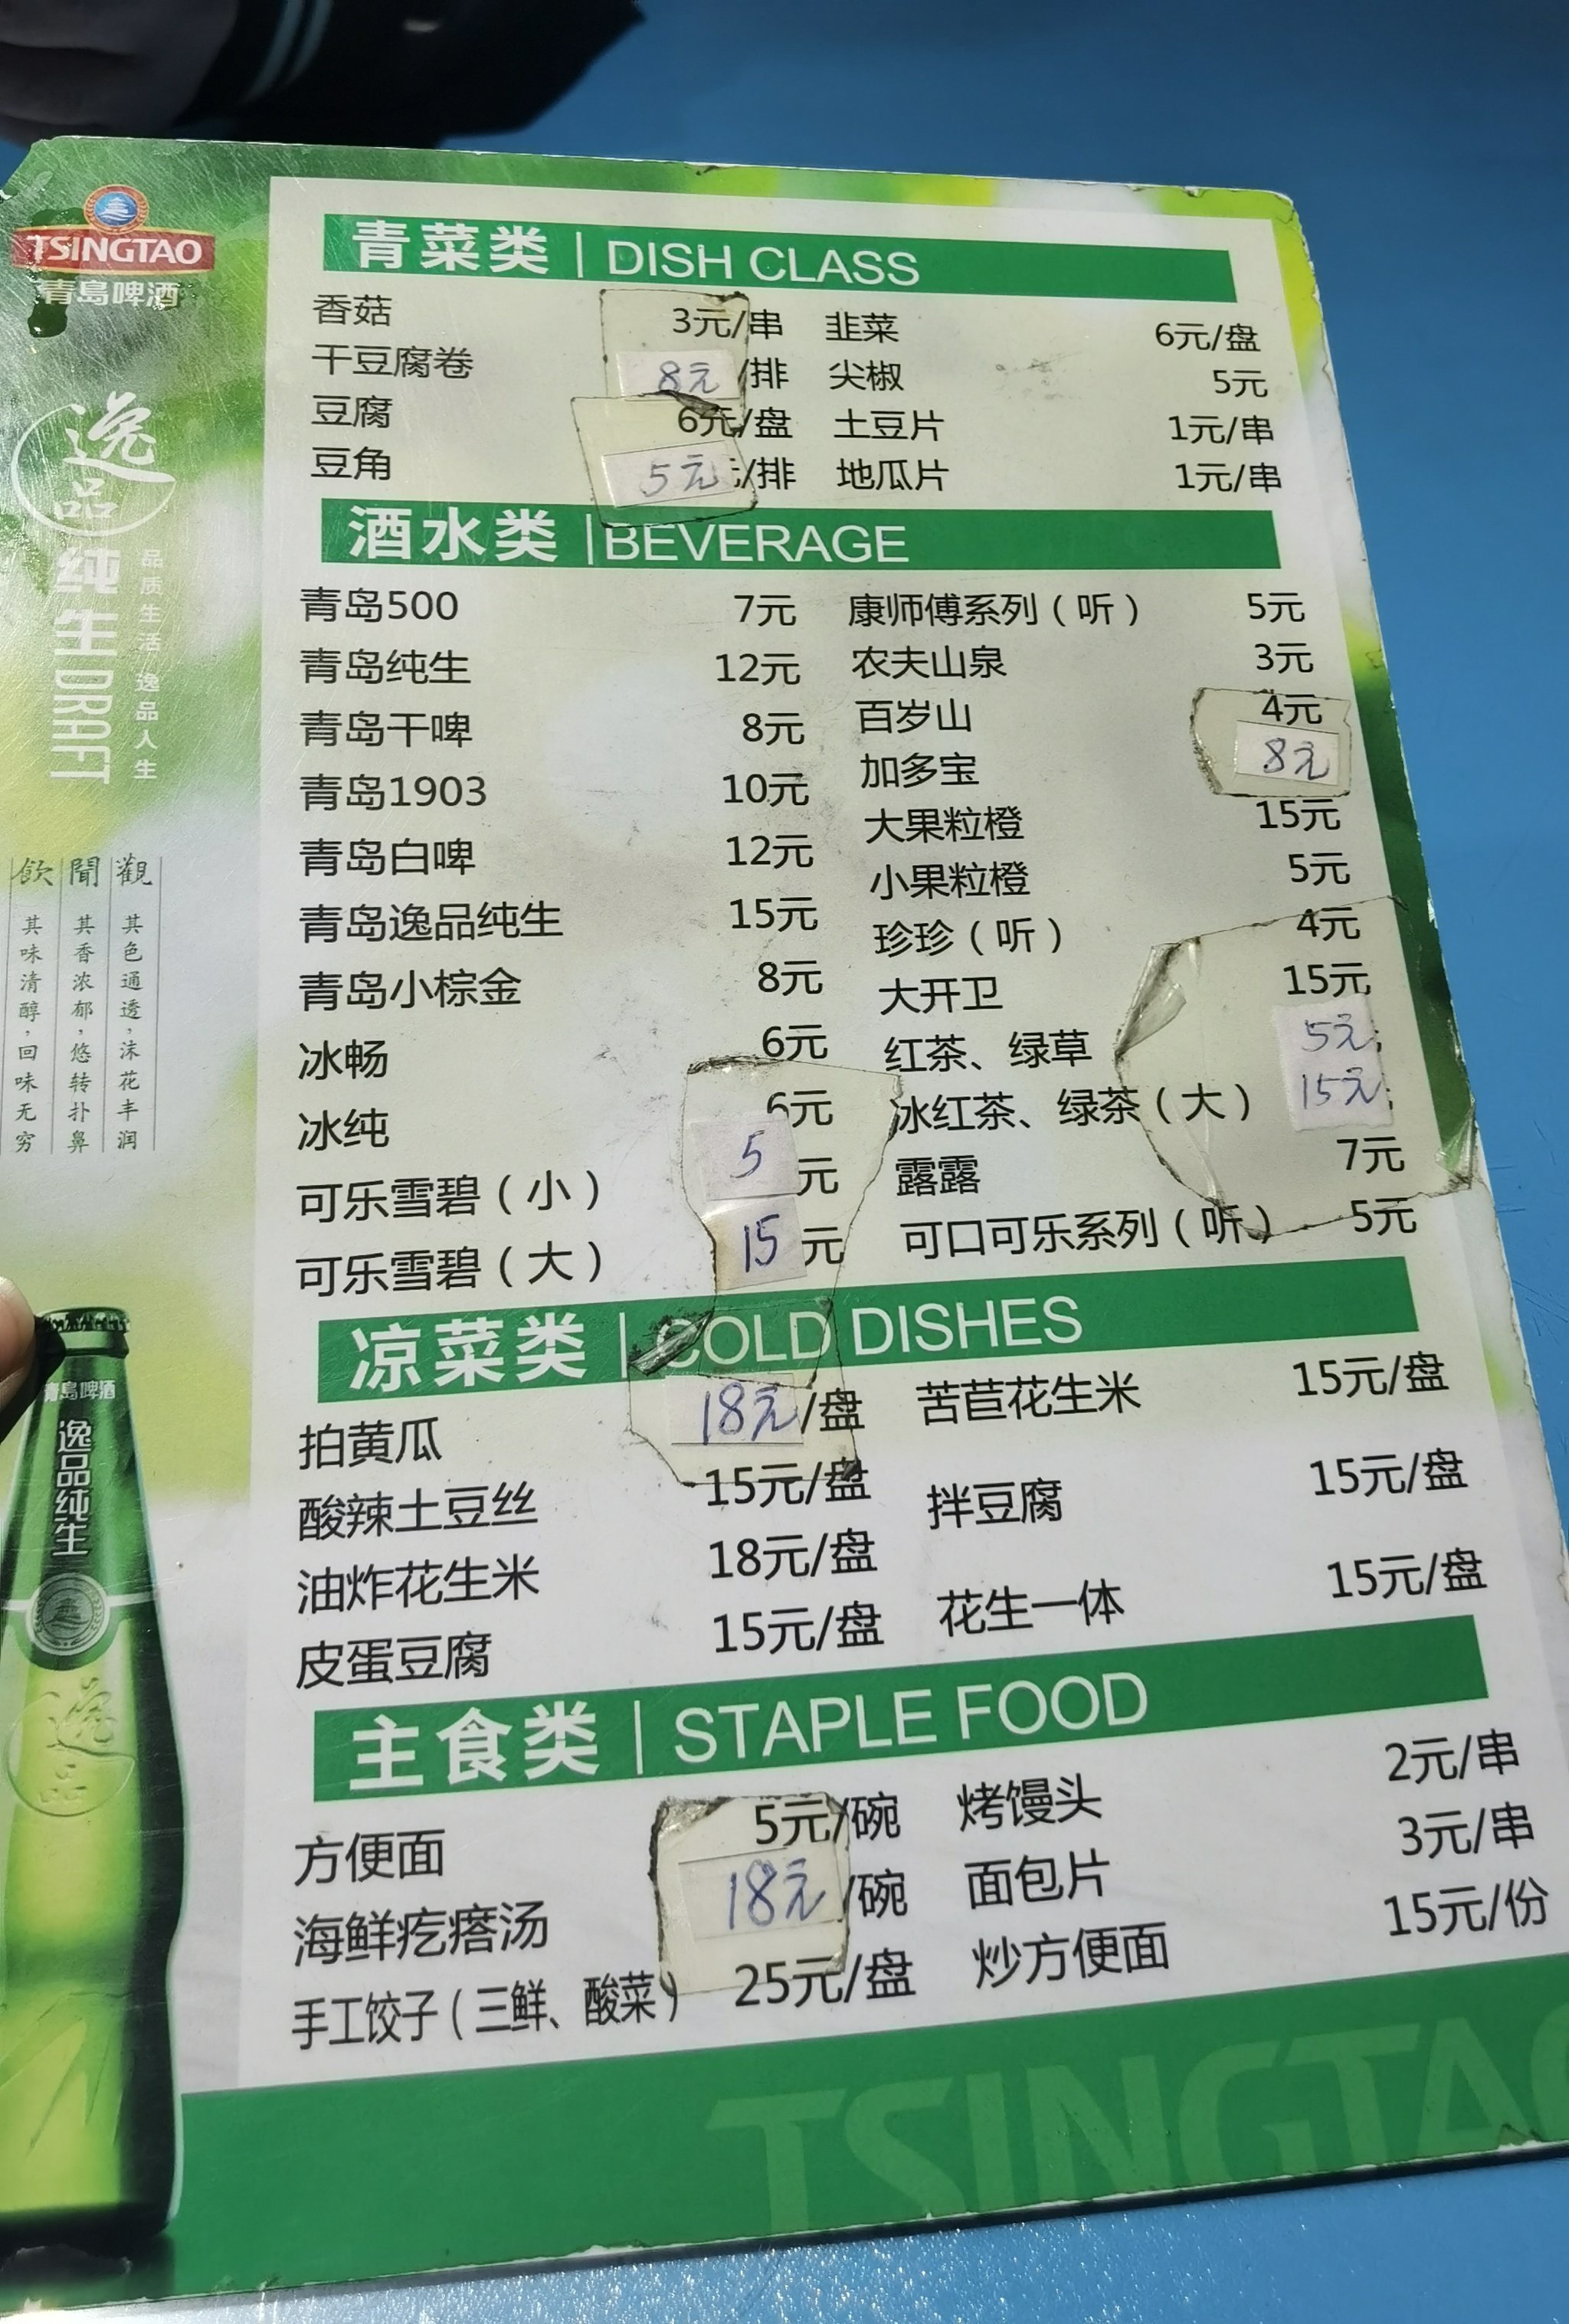 TSINGTAO
青島啤酒
逸品
纯生DRAFT
品质生活 逸品人生
觀 其色通透，沫花丰润
聞 其香浓郁，悠转扑鼻
飲 其味清醇，回味无穷
青島啤酒
逸品纯生
逸品
青菜类 | DISH CLASS
香菇 3元/串 韭菜 6元/盘
干豆腐卷 8元/排 尖椒 5元
豆腐 6元/盘 土豆片 1元/串
豆角 5元/排 地瓜片 1元/串
酒水类 | BEVERAGE
青岛500 7元 康师傅系列（听） 5元
青岛纯生 12元 农夫山泉 3元
青岛干啤 8元 百岁山 4元
青岛1903 10元 加多宝 8元
青岛白啤 12元 大果粒橙 15元
青岛逸品纯生 15元 小果粒橙 5元
青岛小棕金 8元 珍珍（听） 4元
冰畅 6元 大开卫 15元
冰纯 6元 红茶、绿草 5元
可乐雪碧（小） 5元 冰红茶、绿茶（大） 15元
可乐雪碧（大） 15元 露露 7元
可口可乐系列（听） 5元
凉菜类 | COLD DISHES
拍黄瓜 18元/盘 苦苣花生米 15元/盘
酸辣土豆丝 15元/盘 拌豆腐 15元/盘
油炸花生米 18元/盘 花生一体 15元/盘
皮蛋豆腐 15元/盘
主食类 | STAPLE FOOD
方便面 5元/碗 烤馒头 2元/串
海鲜疙瘩汤 18元/碗 面包片 3元/串
手工饺子（三鲜、酸菜） 25元/盘 炒方便面 15元/份
TSINGTAO